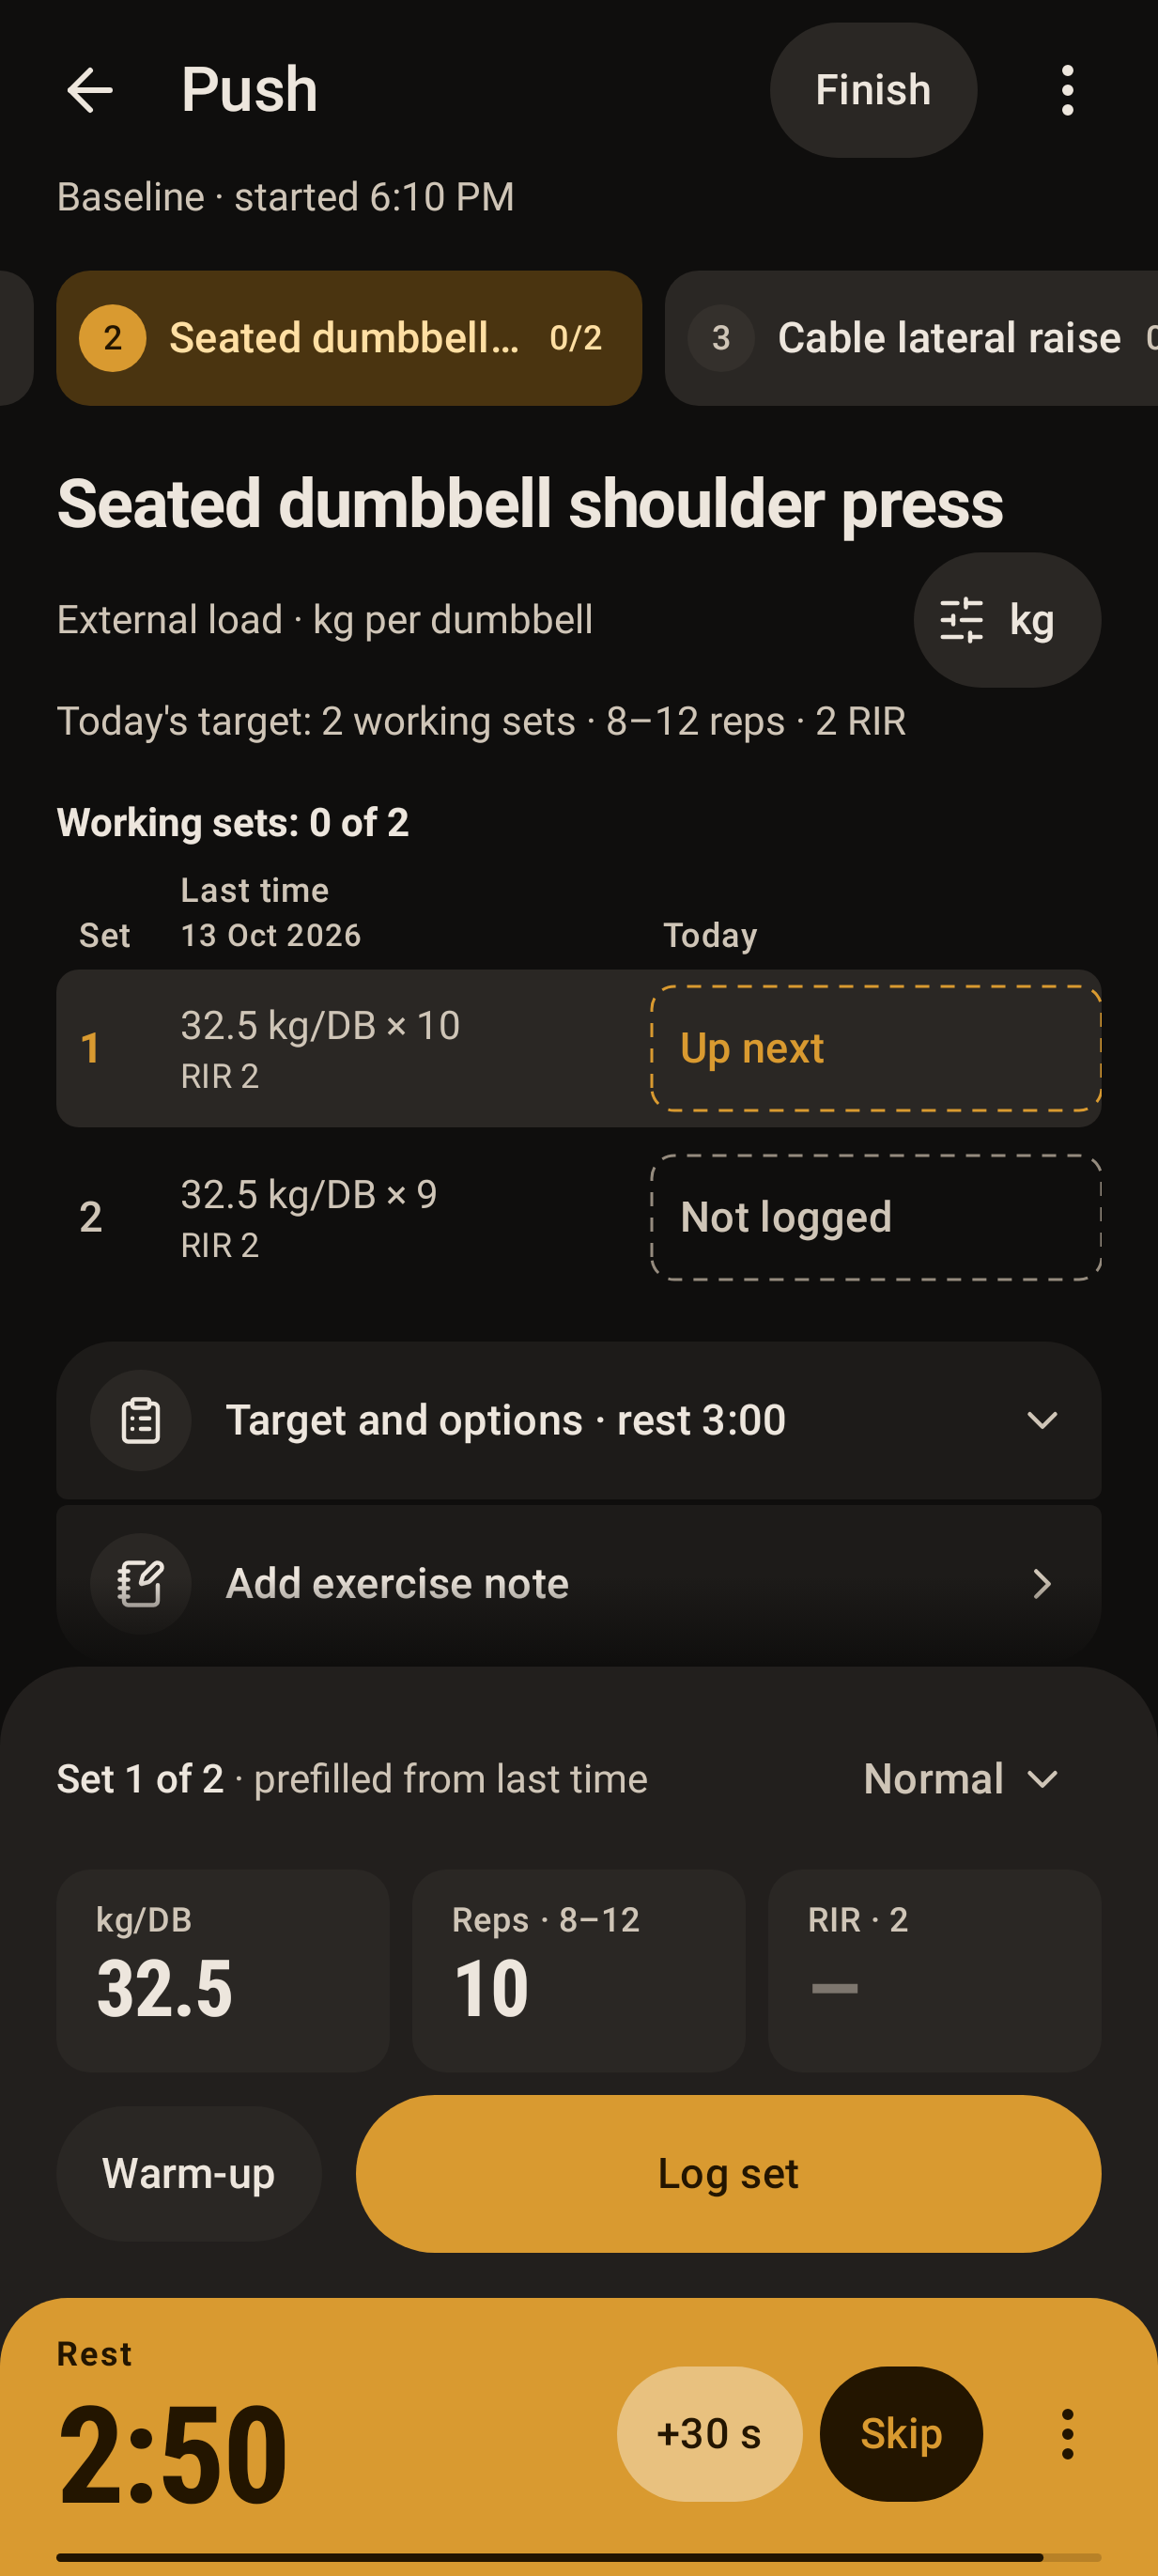 Push
Finish
Baseline · started 6:10 PM
2 Seated dumbbell... 0/2
3 Cable lateral raise
Seated dumbbell shoulder press
External load · kg per dumbbell
kg
Today's target: 2 working sets · 8–12 reps · 2 RIR
Working sets: 0 of 2
Last time
Set 13 Oct 2026 Today
1 32.5 kg/DB × 10
RIR 2
Up next
2 32.5 kg/DB × 9
RIR 2
Not logged
Target and options · rest 3:00
Add exercise note
Set 1 of 2 · prefilled from last time
Normal
kg/DB
32.5
Reps · 8–12
10
RIR · 2
—
Warm-up
Log set
Rest
2:50
+30 s
Skip